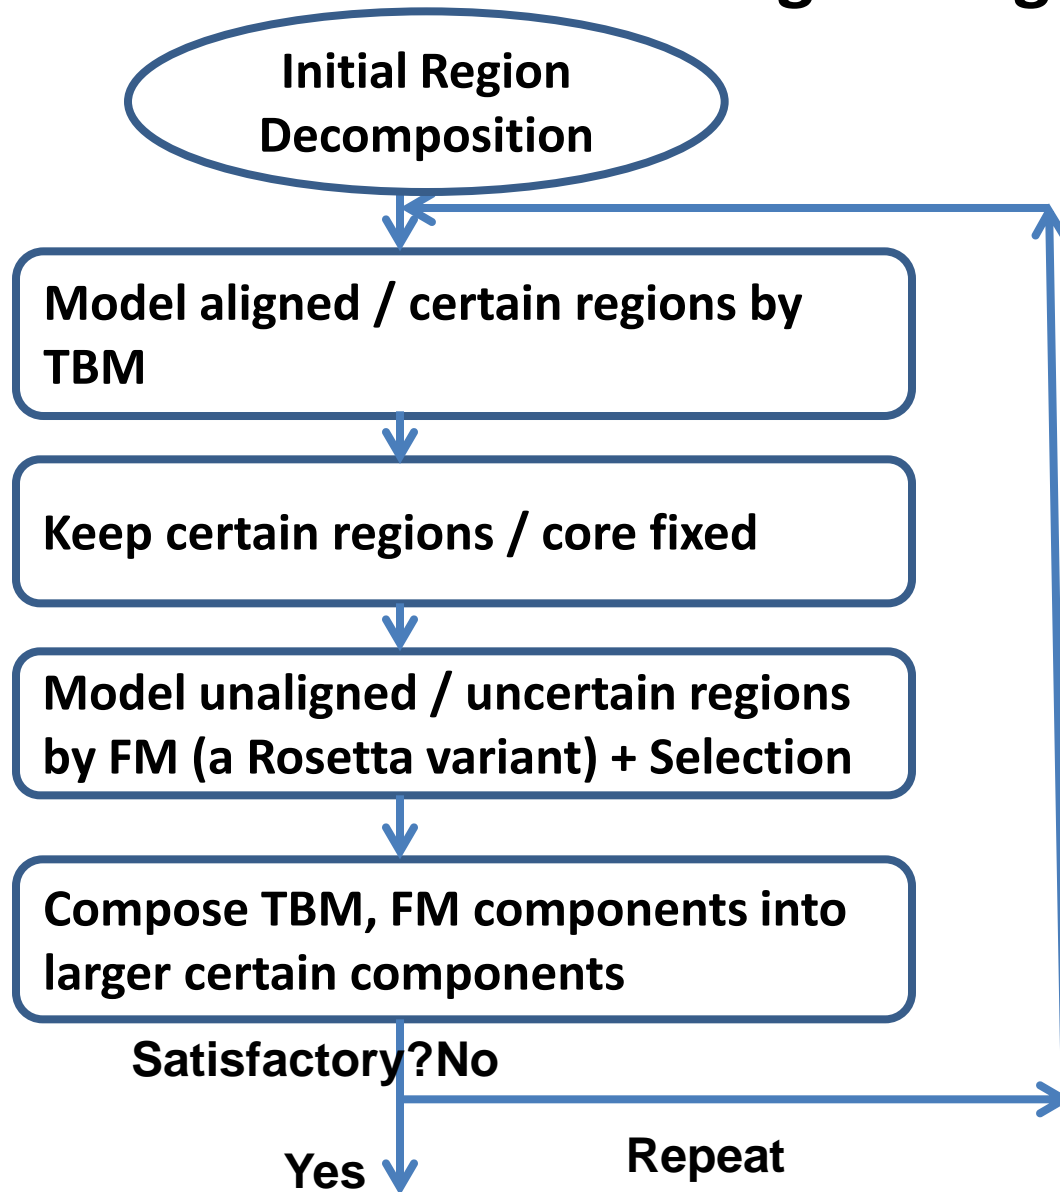 Initial Region
Decomposition
Model aligned / certain regions by
TBM
Keep certain regions / core fixed
Model unaligned / uncertain regions
by FM (a Rosetta variant) + Selection
Compose TBM, FM components into
larger certain components
Satisfactory?No
Repeat
Yes